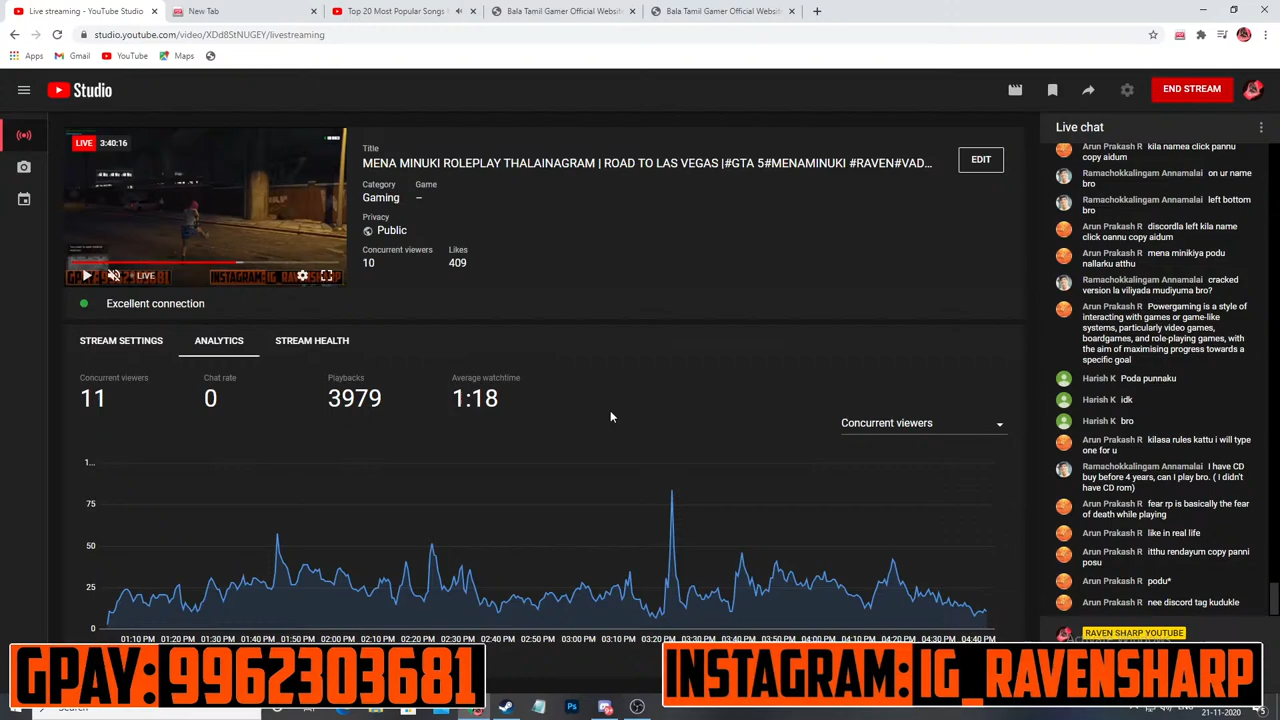 Live streaming - YouTube Studio
New Tab
Top 20 Most Popular Songs
Bala Tamil Gamer Official Website
Bala Tamil Gamer Official Website
studio.youtube.com/video/XDd8StNUGEY/livestreaming
Apps
Gmail
YouTube
Maps
Studio
END STREAM
LIVE 3:40:16
LIVE
Title
MENA MINUKI ROLEPLAY THALAINAGRAM | ROAD TO LAS VEGAS |#GTA 5#MENAMINUKI #RAVEN#VAD...
EDIT
Category Game
Gaming –
Privacy
Public
Concurrent viewers Likes
10 409
Excellent connection
STREAM SETTINGS ANALYTICS STREAM HEALTH
Concurrent viewers Chat rate Playbacks Average watchtime
11 0 3979 1:18
Concurrent viewers
1...
75
50
25
0
01:10 PM 01:20 PM 01:30 PM 01:40 PM 01:50 PM 02:00 PM 02:10 PM 02:20 PM 02:30 PM 02:40 PM 02:50 PM 03:00 PM 03:10 PM 03:20 PM 03:30 PM 03:40 PM 03:50 PM 04:00 PM 04:10 PM 04:20 PM 04:30 PM 04:40 PM
Live chat
Arun Prakash R kila namea click pannu
copy aidum
Ramachokkalingam Annamalai on ur name
bro
Ramachokkalingam Annamalai left bottom
bro
Arun Prakash R discordla left kila name
click oannu copy aidum
Arun Prakash R mena minikiya podu
nallarku atthu
Ramachokkalingam Annamalai cracked
version la viliyada mudiyuma bro?
Arun Prakash R Powergaming is a style of
interacting with games or game-like
systems, particularly video games,
boardgames, and role-playing games, with
the aim of maximising progress towards a
specific goal
Harish K Poda punnaku
Harish K idk
Harish K bro
Arun Prakash R kilasa rules kattu i will type
one for u
Ramachokkalingam Annamalai I have CD
buy before 4 years, can I play bro. ( I didn't
have CD rom)
Arun Prakash R fear rp is basically the fear
of death while playing
Arun Prakash R like in real life
Arun Prakash R itthu rendayum copy panni
posu
Arun Prakash R podu*
Arun Prakash R nee discord tag kudukle
RAVEN SHARP YOUTUBE
GPAY:9962303681
INSTAGRAM:IG_RAVENSHARP
Search
21-11-2020
5